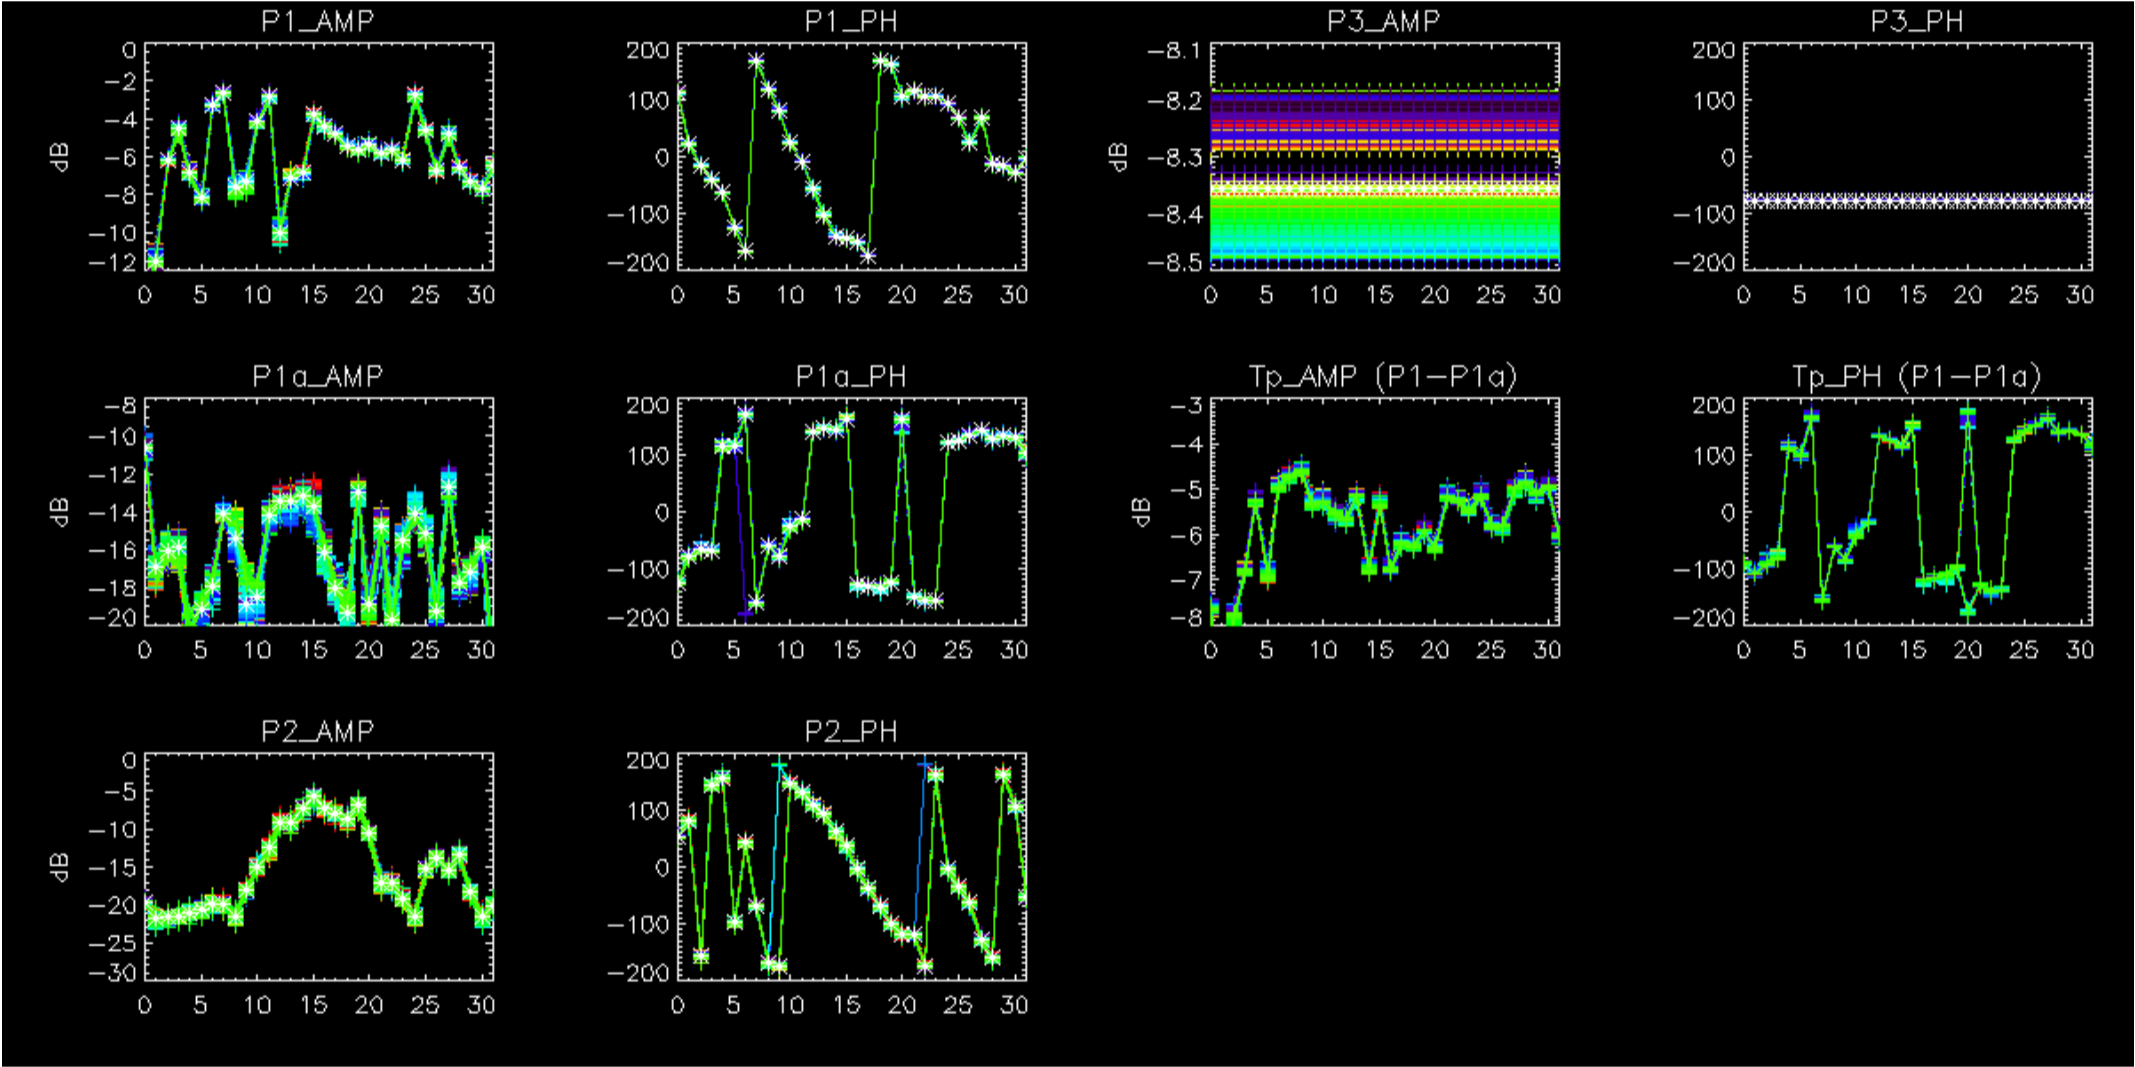 P1_AMP P1_PH P3_AMP P3_PH
0 200 -8.1 200
-2 100 -8.2 100
-4 0 -8.3 0
-6 -100 -8.4 -100
-8 -200 -8.5 -200
-10
-12
dB dB
0 5 10 15 20 25 30 0 5 10 15 20 25 30 0 5 10 15 20 25 30 0 5 10 15 20 25 30
P1a_AMP P1a_PH Tp_AMP (P1-P1a) Tp_PH (P1-P1a)
-8 200 -3 200
-10 100 -4 100
-12 0 -5 0
-14 -100 -6 -100
-16 -200 -7 -200
-18 -8
-20
dB dB
0 5 10 15 20 25 30 0 5 10 15 20 25 30 0 5 10 15 20 25 30 0 5 10 15 20 25 30
P2_AMP P2_PH
0 200
-5 100
-10 0
-15 -100
-20 -200
-25
-30
dB
0 5 10 15 20 25 30 0 5 10 15 20 25 30